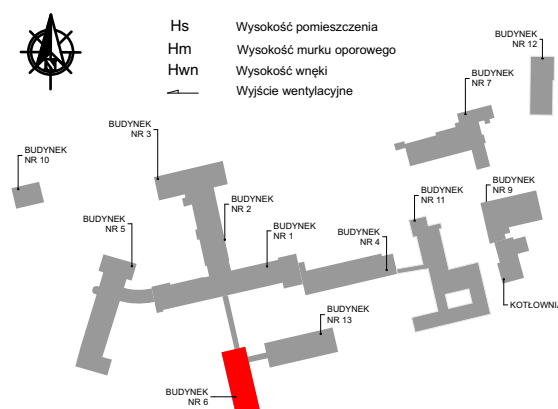 Hs Wysokość pomieszczenia
Hm Wysokość murku oporowego
Hwn Wysokość wnęki
Wyjście wentylacyjne
BUDYNEK
NR 12
BUDYNEK
NR 7
BUDYNEK
NR 3
BUDYNEK
NR 10
BUDYNEK
NR 11
BUDYNEK
NR 9
BUDYNEK
NR 2
BUDYNEK
NR 5
BUDYNEK
NR 1
BUDYNEK
NR 4
KOTŁOWNIA
BUDYNEK
NR 13
BUDYNEK
NR 6